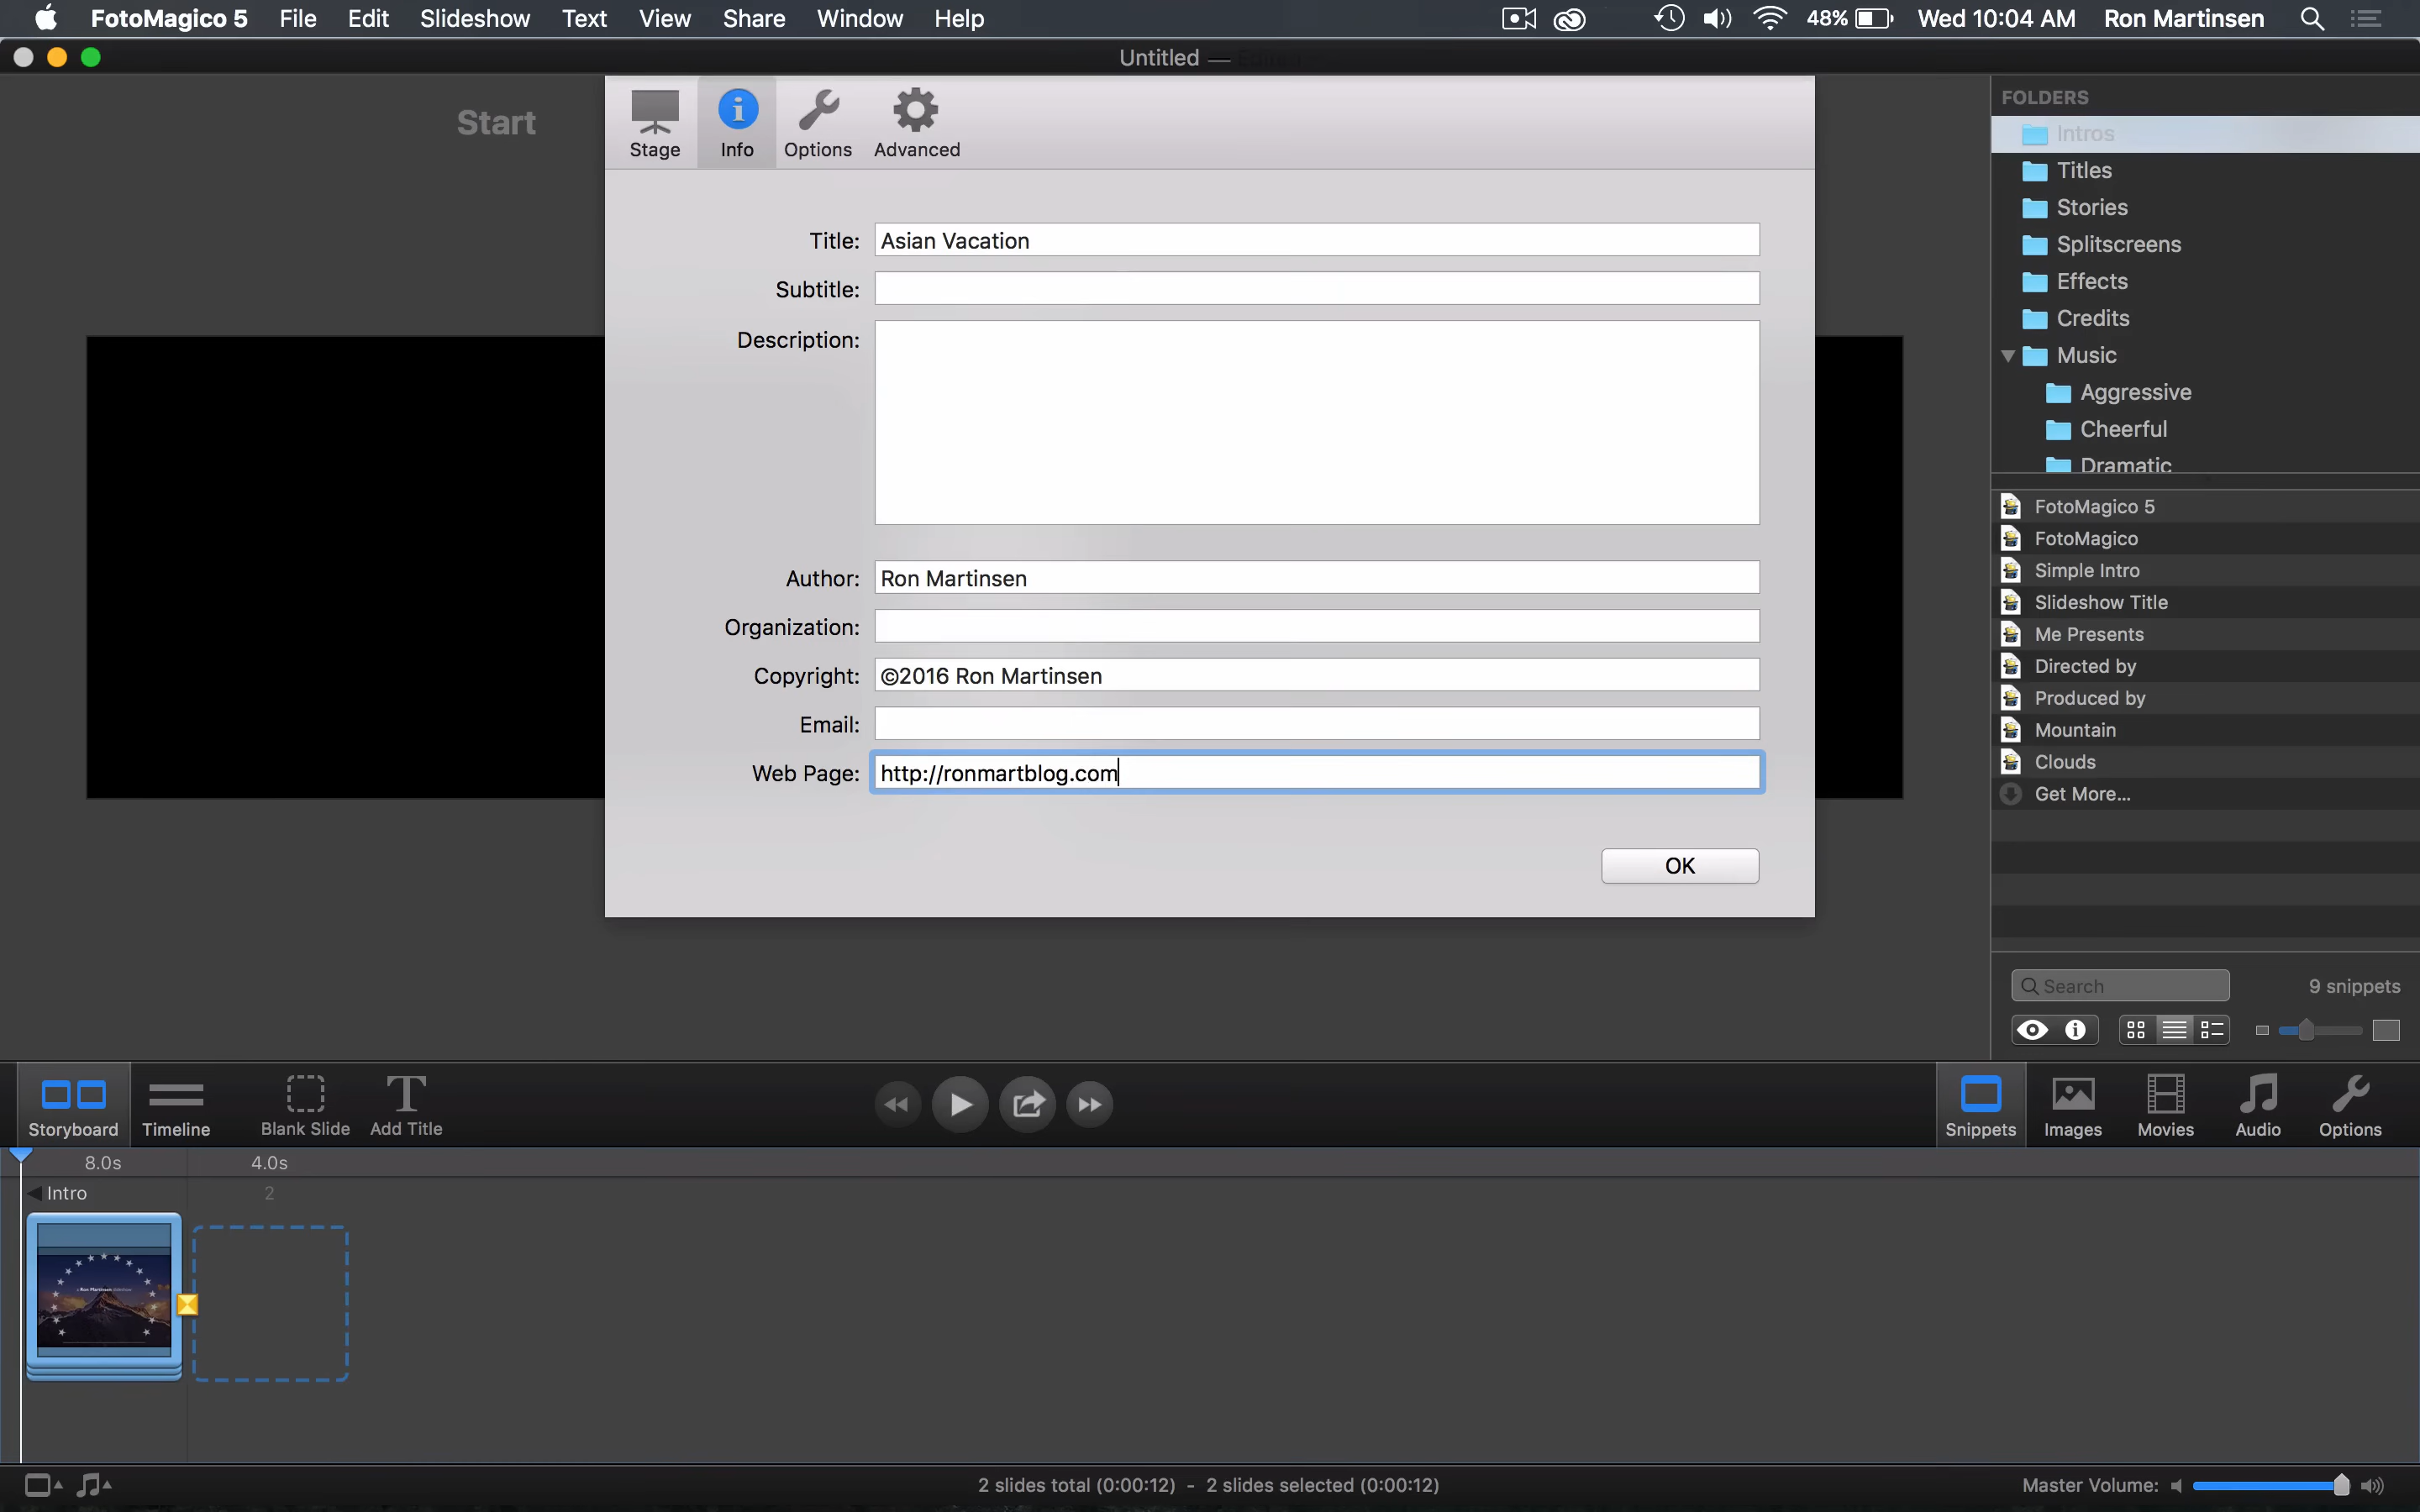 FotoMagico 5 File Edit Slideshow Text View Share Window Help 48% Wed 10:04 AM Ron Martinsen
Untitled —
Start
Stage Info Options Advanced
Title: Asian Vacation
Subtitle:
Description:
Author: Ron Martinsen
Organization:
Copyright: ©2016 Ron Martinsen
Email:
Web Page: http://ronmartblog.com
OK
FOLDERS
Intros
Titles
Stories
Splitscreens
Effects
Credits
Music
Aggressive
Cheerful
Dramatic
FotoMagico 5
FotoMagico
Simple Intro
Slideshow Title
Me Presents
Directed by
Produced by
Mountain
Clouds
Get More...
Search 9 snippets
Storyboard Timeline Blank Slide Add Title Snippets Images Movies Audio Options
8.0s 4.0s
Intro 2
Ron Martinsen
2 slides total (0:00:12) - 2 slides selected (0:00:12) Master Volume: